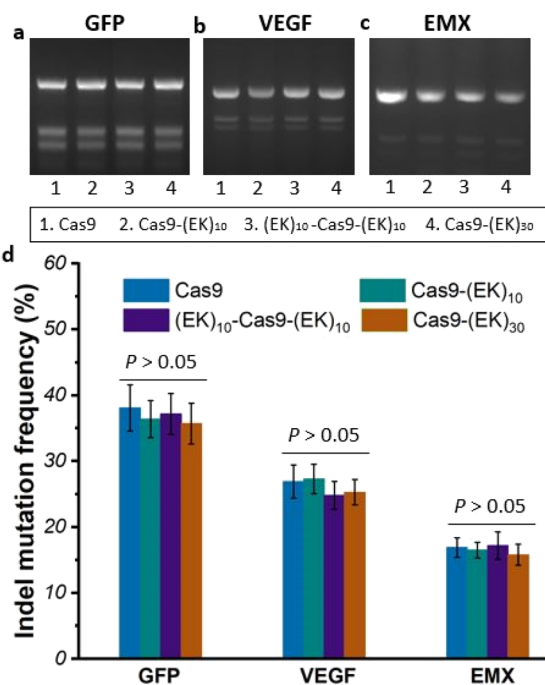 a GFP b VEGF c EMX
1 2 3 4 1 2 3 4 1 2 3 4
1. Cas9 2. Cas9-(EK)₁₀ 3. (EK)₁₀-Cas9-(EK)₁₀ 4. Cas9-(EK)₃₀
d
Indel mutation frequency (%)
60
50
40
30
20
10
0
Cas9 Cas9-(EK)₁₀
(EK)₁₀-Cas9-(EK)₁₀ Cas9-(EK)₃₀
P > 0.05
P > 0.05
P > 0.05
GFP VEGF EMX